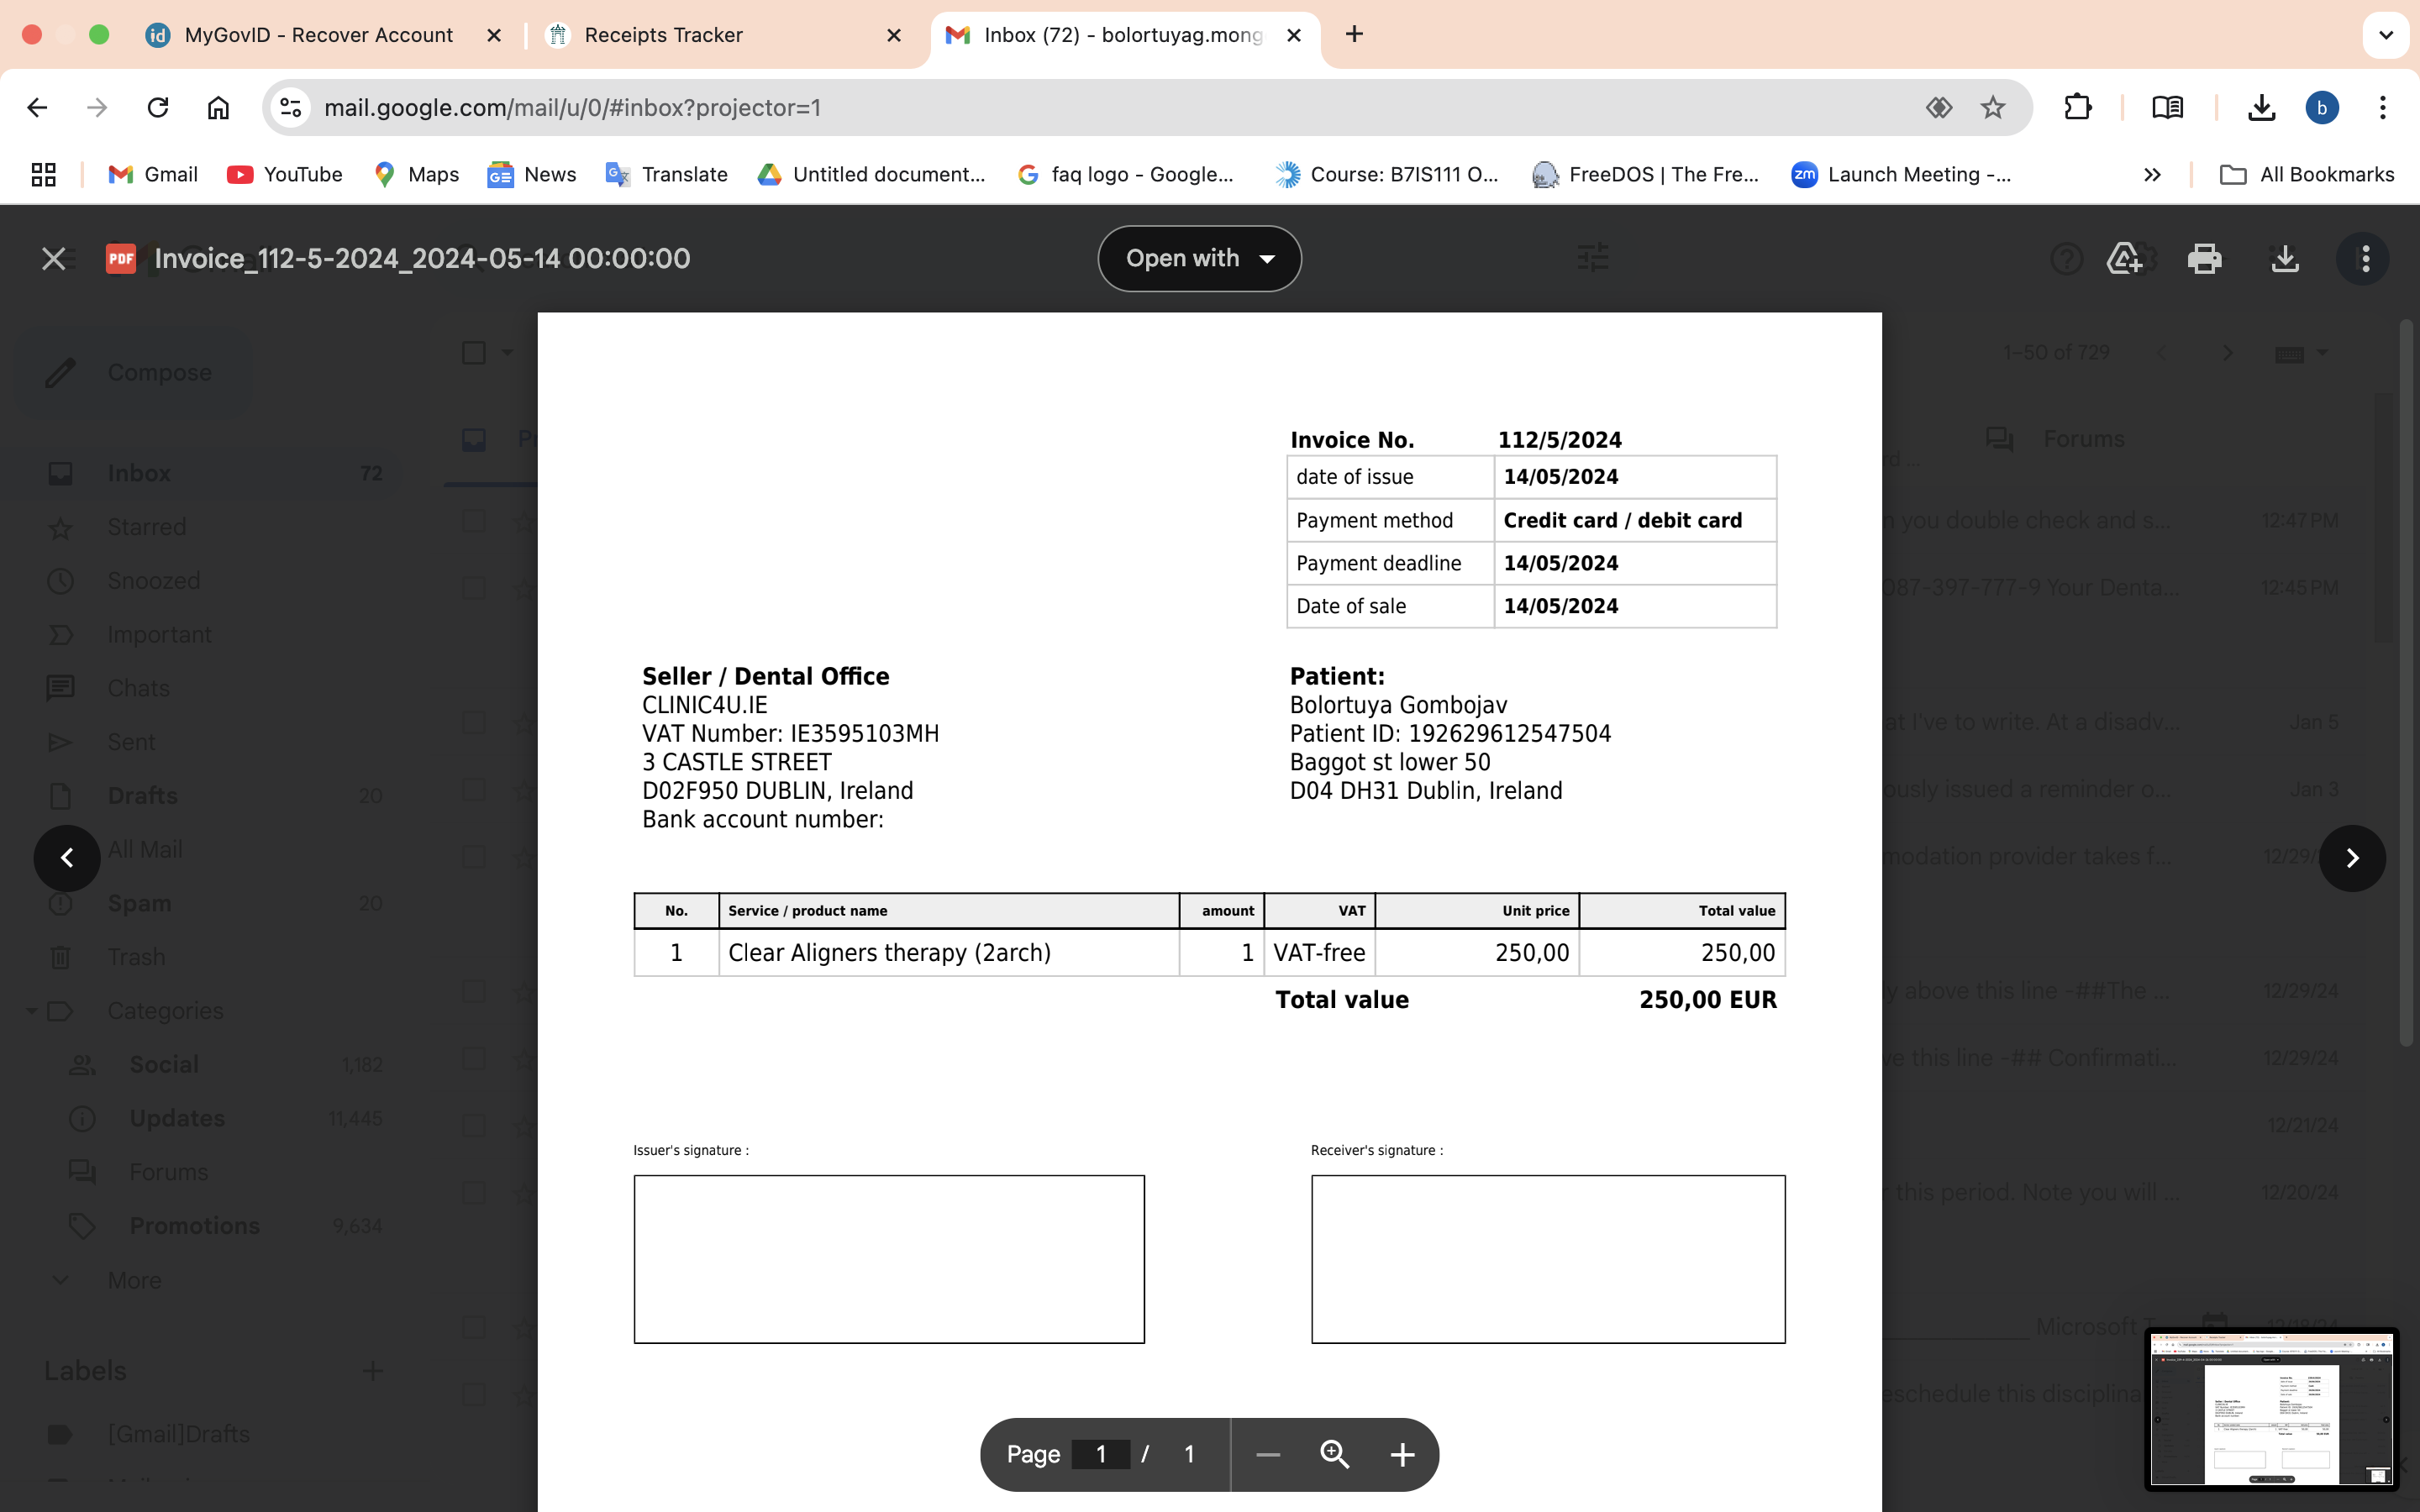 MyGovID - Recover Account
Receipts Tracker
Inbox (72) - bolortuyag.mong
mail.google.com/mail/u/0/#inbox?projector=1
b
Gmail
YouTube
Maps
News
Translate
Untitled document...
faq logo - Google...
Course: B7IS111 O...
FreeDOS | The Fre...
Launch Meeting -...
All Bookmarks
PDF
Invoice_112-5-2024_2024-05-14 00:00:00
Open with
Compose
1–50 of 729
Inbox 72
Starred
Snoozed
Important
Chats
Sent
Drafts 20
All Mail
Spam 20
Trash
Categories
Social 1,182
Updates 11,445
Forums
Promotions 9,634
More
Labels
[Gmail]Drafts
Invoice No. 112/5/2024
date of issue 14/05/2024
Payment method Credit card / debit card
Payment deadline 14/05/2024
Date of sale 14/05/2024
Seller / Dental Office
CLINIC4U.IE
VAT Number: IE3595103MH
3 CASTLE STREET
D02F950 DUBLIN, Ireland
Bank account number:
Patient:
Bolortuya Gombojav
Patient ID: 192629612547504
Baggot st lower 50
D04 DH31 Dublin, Ireland
No. Service / product name amount VAT Unit price Total value
1 Clear Aligners therapy (2arch) 1 VAT-free 250,00 250,00
Total value 250,00 EUR
Issuer's signature :
Receiver's signature :
Forums
n you double check and s... 12:47 PM
087-397-777-9 Your Denta... 12:45 PM
at I've to write. At a disadv... Jan 5
ously issued a reminder o... Jan 3
modation provider takes f... 12/29/
y above this line -##The ... 12/29/24
ve this line -## Confirmati... 12/29/24
12/21/24
r this period. Note you will ... 12/20/24
Microsoft T
12/18/24
eschedule this disciplina
Page 1 / 1